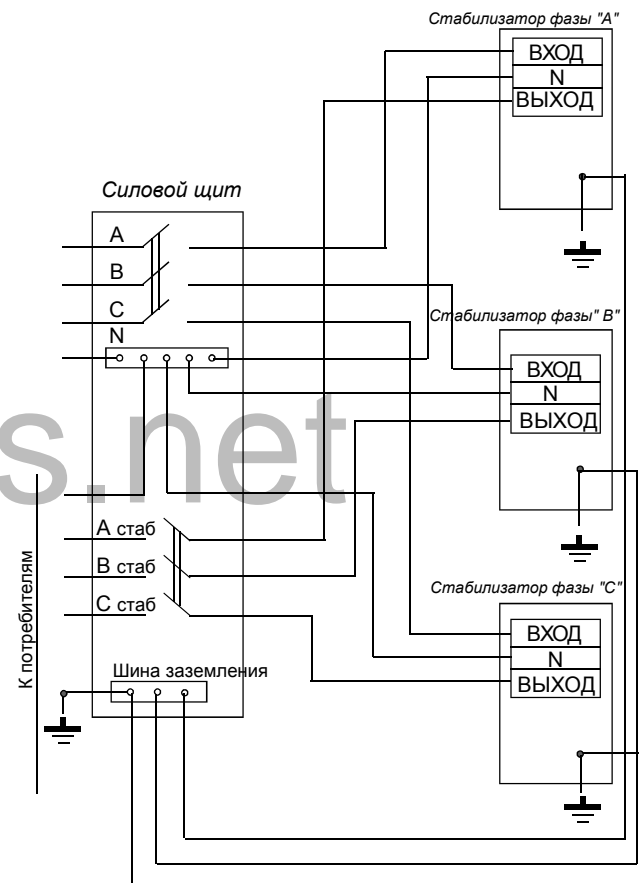 Стабилизатор фазы "А"
ВХОД
N
ВЫХОД
Силовой щит
А
В
С
N
Стабилизатор фазы" В"
ВХОД
N
ВЫХОД
s.net
А стаб
В стаб
С стаб
К потребителям
Стабилизатор фазы "С"
ВХОД
N
ВЫХОД
Шина заземления